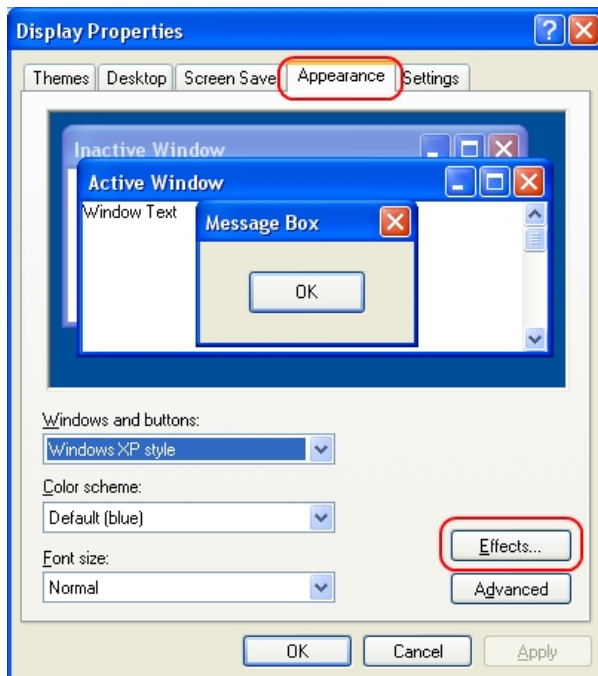 Display Properties
Themes Desktop Screen Save Appearance Settings
Inactive Window
Active Window
Window Text
Message Box
OK
Windows and buttons:
Windows XP style
Color scheme:
Default (blue)
Effects...
Font size:
Normal
Advanced
OK Cancel Apply